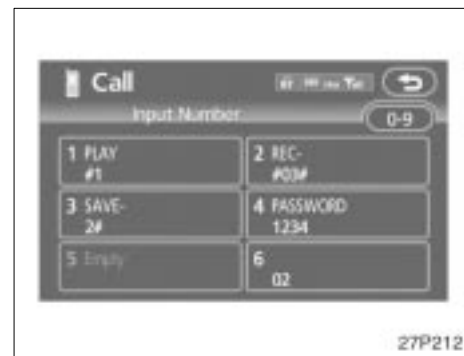 Call
Input Number
0-9
1 PLAY
#1
2 REC-
#03#
3 SAVE-
2#
4 PASSWORD
1234
5 Empty
6
02
27P212